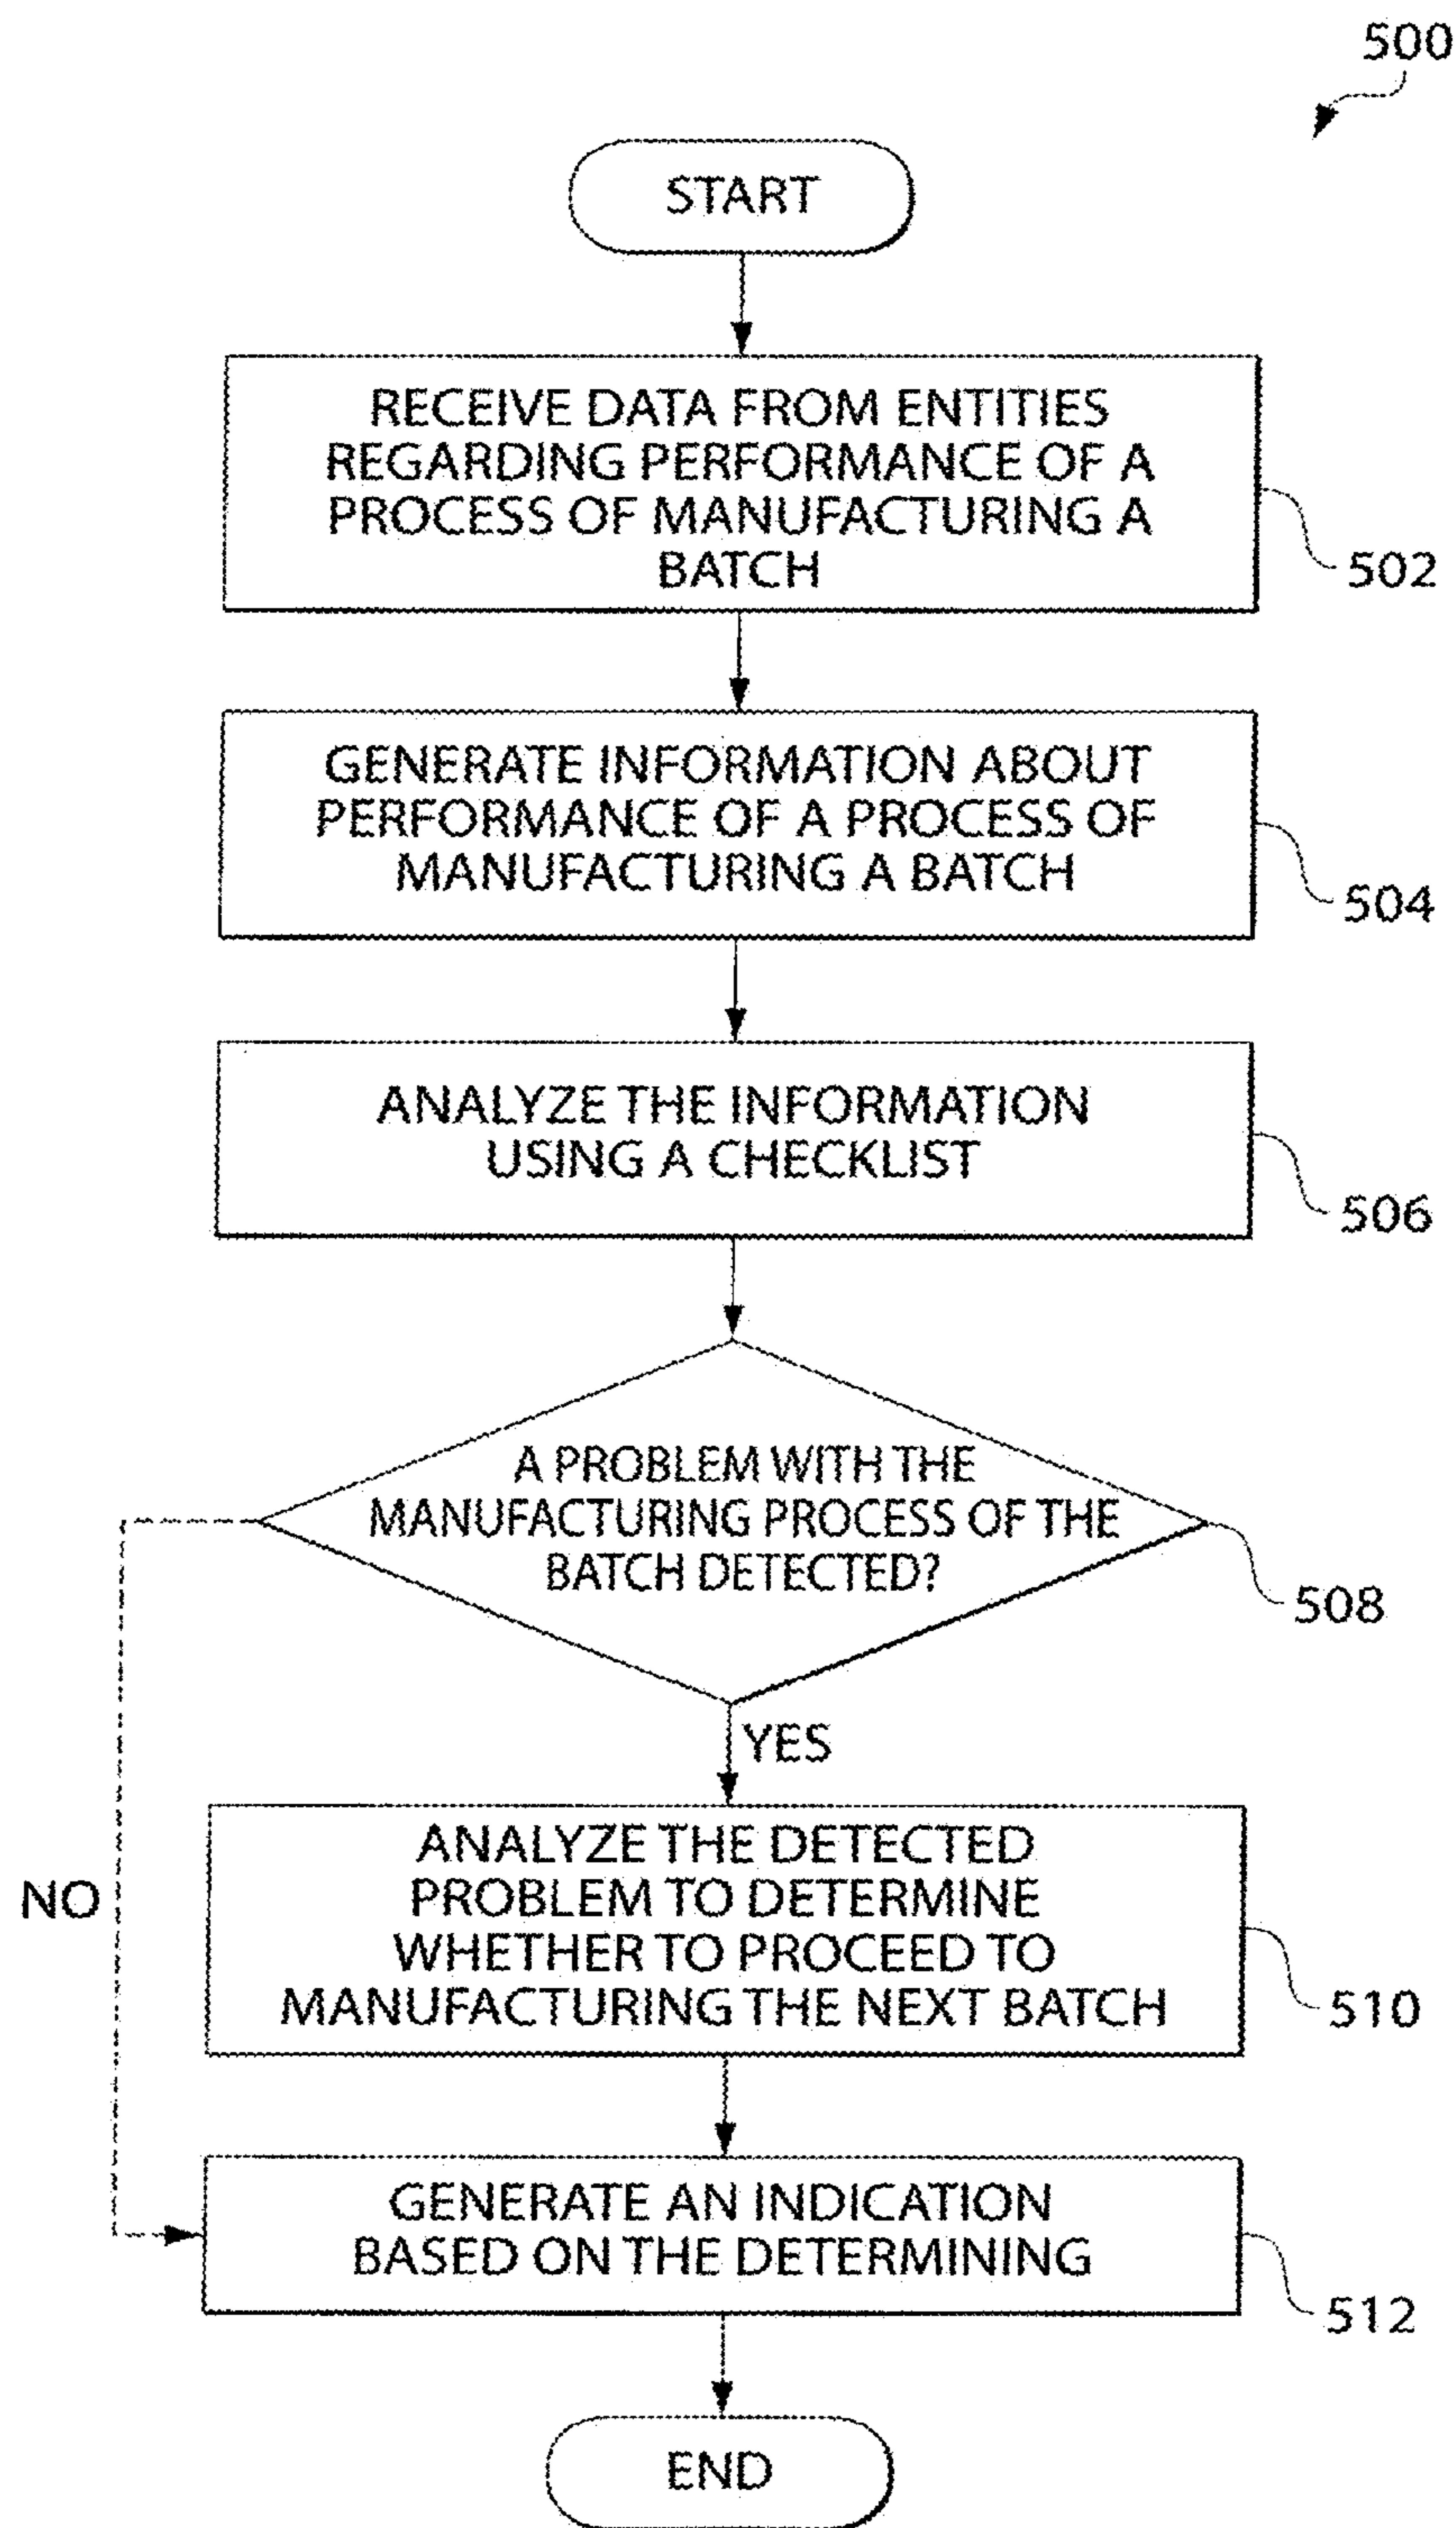 500
START
RECEIVE DATA FROM ENTITIES
REGARDING PERFORMANCE OF A
PROCESS OF MANUFACTURING A
BATCH
502
GENERATE INFORMATION ABOUT
PERFORMANCE OF A PROCESS OF
MANUFACTURING A BATCH
504
ANALYZE THE INFORMATION
USING A CHECKLIST
506
A PROBLEM WITH THE
MANUFACTURING PROCESS OF THE
BATCH DETECTED?
508
YES
NO
ANALYZE THE DETECTED
PROBLEM TO DETERMINE
WHETHER TO PROCEED TO
MANUFACTURING THE NEXT BATCH
510
GENERATE AN INDICATION
BASED ON THE DETERMINING
512
END